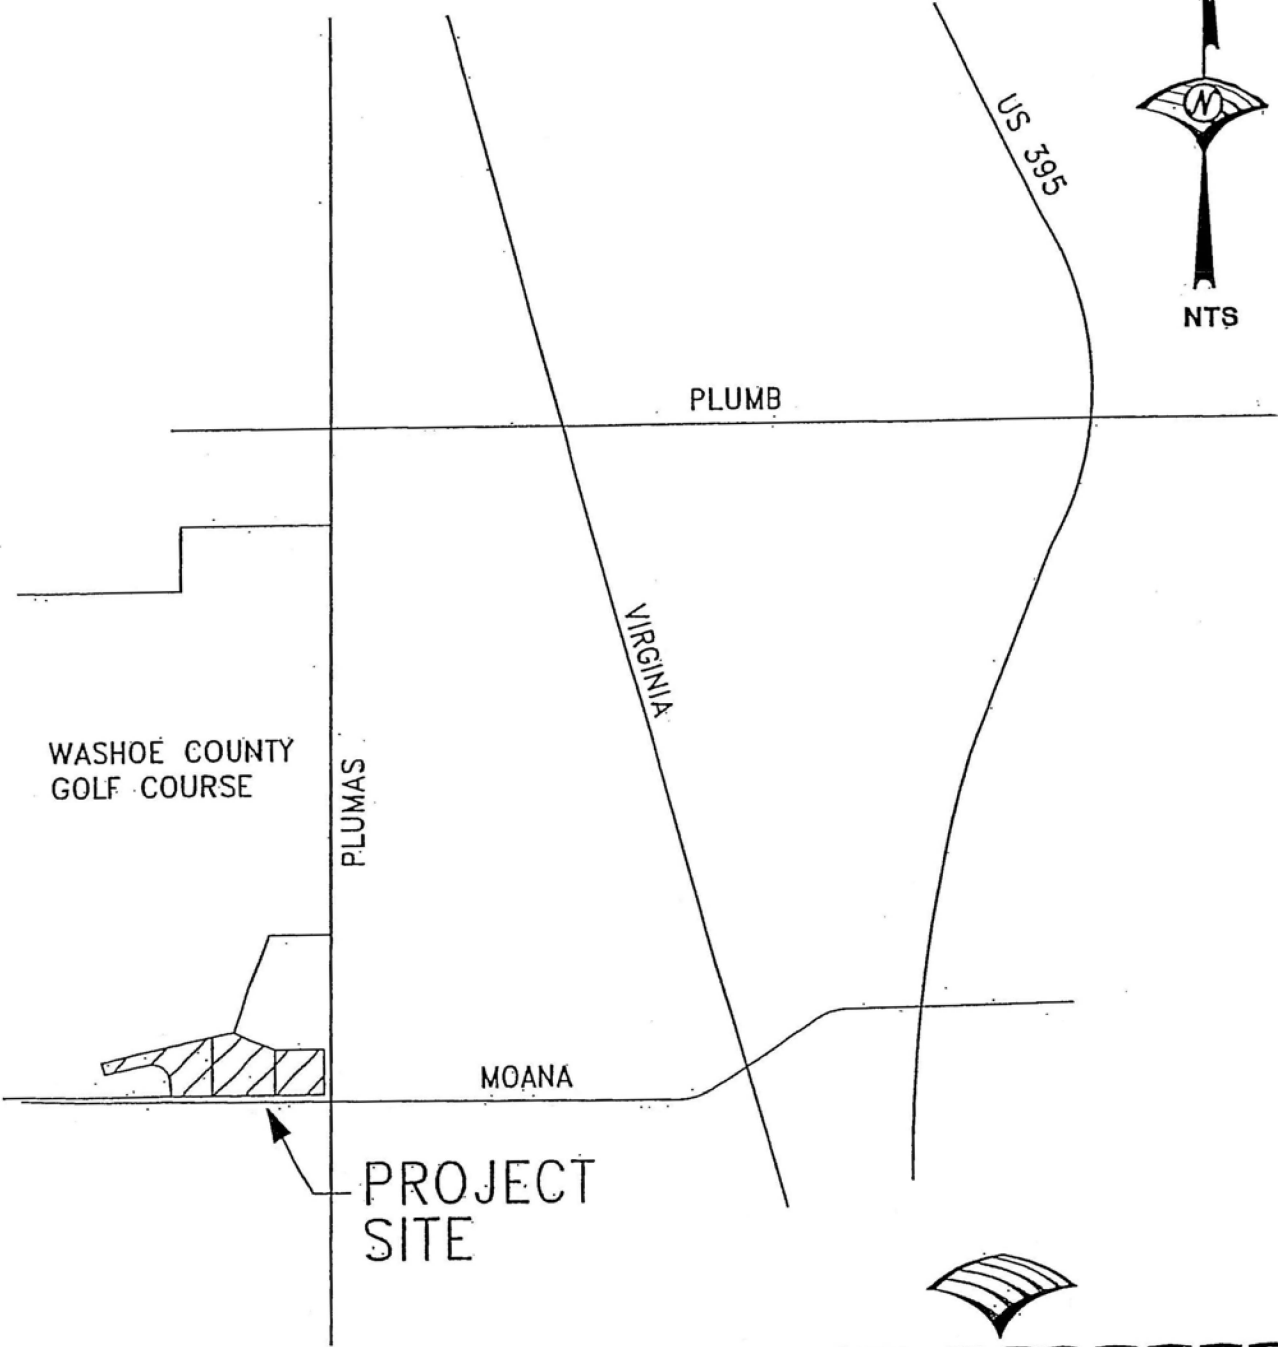 US 395
N
NTS
PLUMB
VIRGINIA
WASHOE COUNTY
GOLF COURSE
PLUMAS
MOANA
PROJECT
SITE